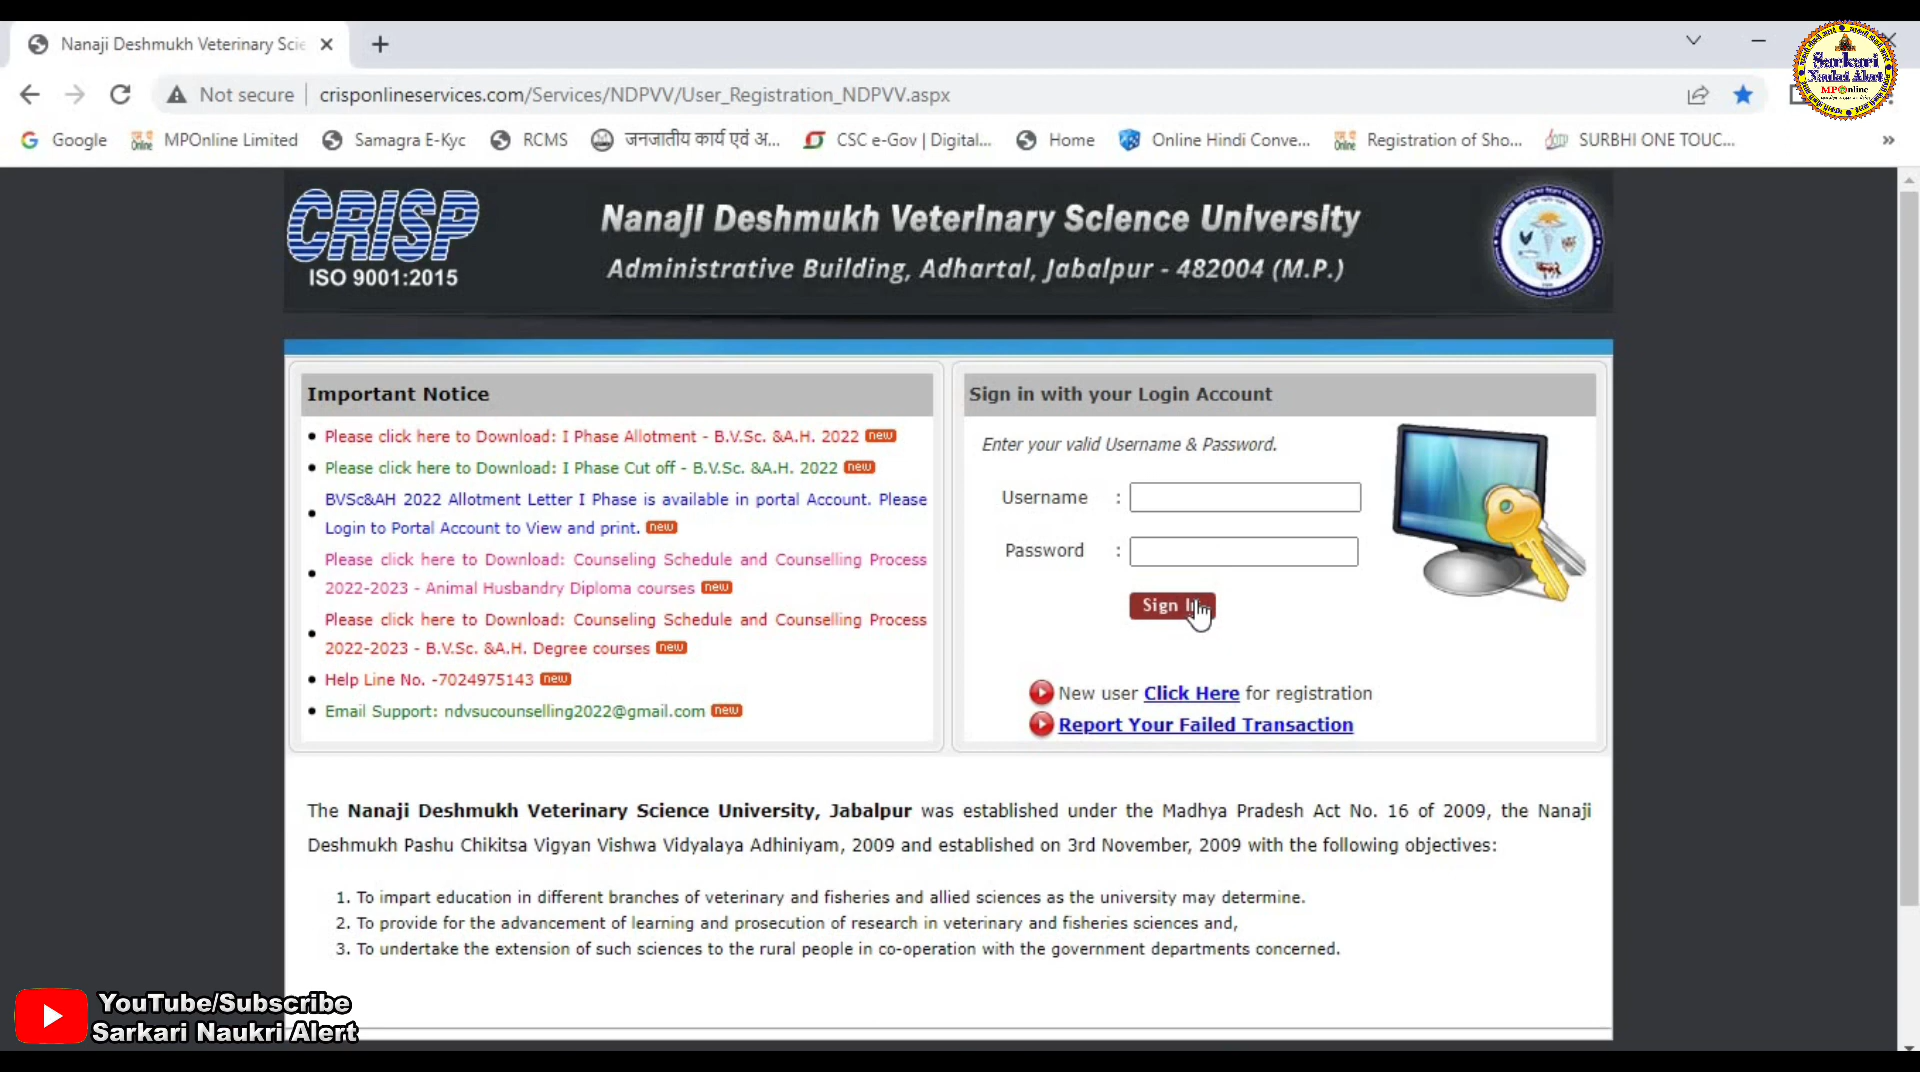 Nanaji Deshmukh Veterinary Scie
Not secure
crisponlineservices.com/Services/NDPVV/User_Registration_NDPVV.aspx
Sarkari
Naukri Alert
MPOnline
Google
MPOnline Limited
Samagra E-Kyc
RCMS
जनजातीय कार्य एवं अ...
CSC e-Gov | Digital...
Home
Online Hindi Conve...
Registration of Sho...
SURBHI ONE TOUC...
CRISP
ISO 9001:2015
Nanaji Deshmukh Veterinary Science University
Administrative Building, Adhartal, Jabalpur - 482004 (M.P.)
Important Notice
Please click here to Download: I Phase Allotment - B.V.Sc. &A.H. 2022 new
Please click here to Download: I Phase Cut off - B.V.Sc. &A.H. 2022 new
BVSc&AH 2022 Allotment Letter I Phase is available in portal Account. Please
Login to Portal Account to View and print. new
Please click here to Download: Counseling Schedule and Counselling Process
2022-2023 - Animal Husbandry Diploma courses new
Please click here to Download: Counseling Schedule and Counselling Process
2022-2023 - B.V.Sc. &A.H. Degree courses new
Help Line No. -7024975143 new
Email Support: ndvsucounselling2022@gmail.com new
Sign in with your Login Account
Enter your valid Username & Password.
Username :
Password :
Sign In
New user Click Here for registration
Report Your Failed Transaction
The Nanaji Deshmukh Veterinary Science University, Jabalpur was established under the Madhya Pradesh Act No. 16 of 2009, the Nanaji
Deshmukh Pashu Chikitsa Vigyan Vishwa Vidyalaya Adhiniyam, 2009 and established on 3rd November, 2009 with the following objectives:
1. To impart education in different branches of veterinary and fisheries and allied sciences as the university may determine.
2. To provide for the advancement of learning and prosecution of research in veterinary and fisheries sciences and,
3. To undertake the extension of such sciences to the rural people in co-operation with the government departments concerned.
YouTube/Subscribe
Sarkari Naukri Alert